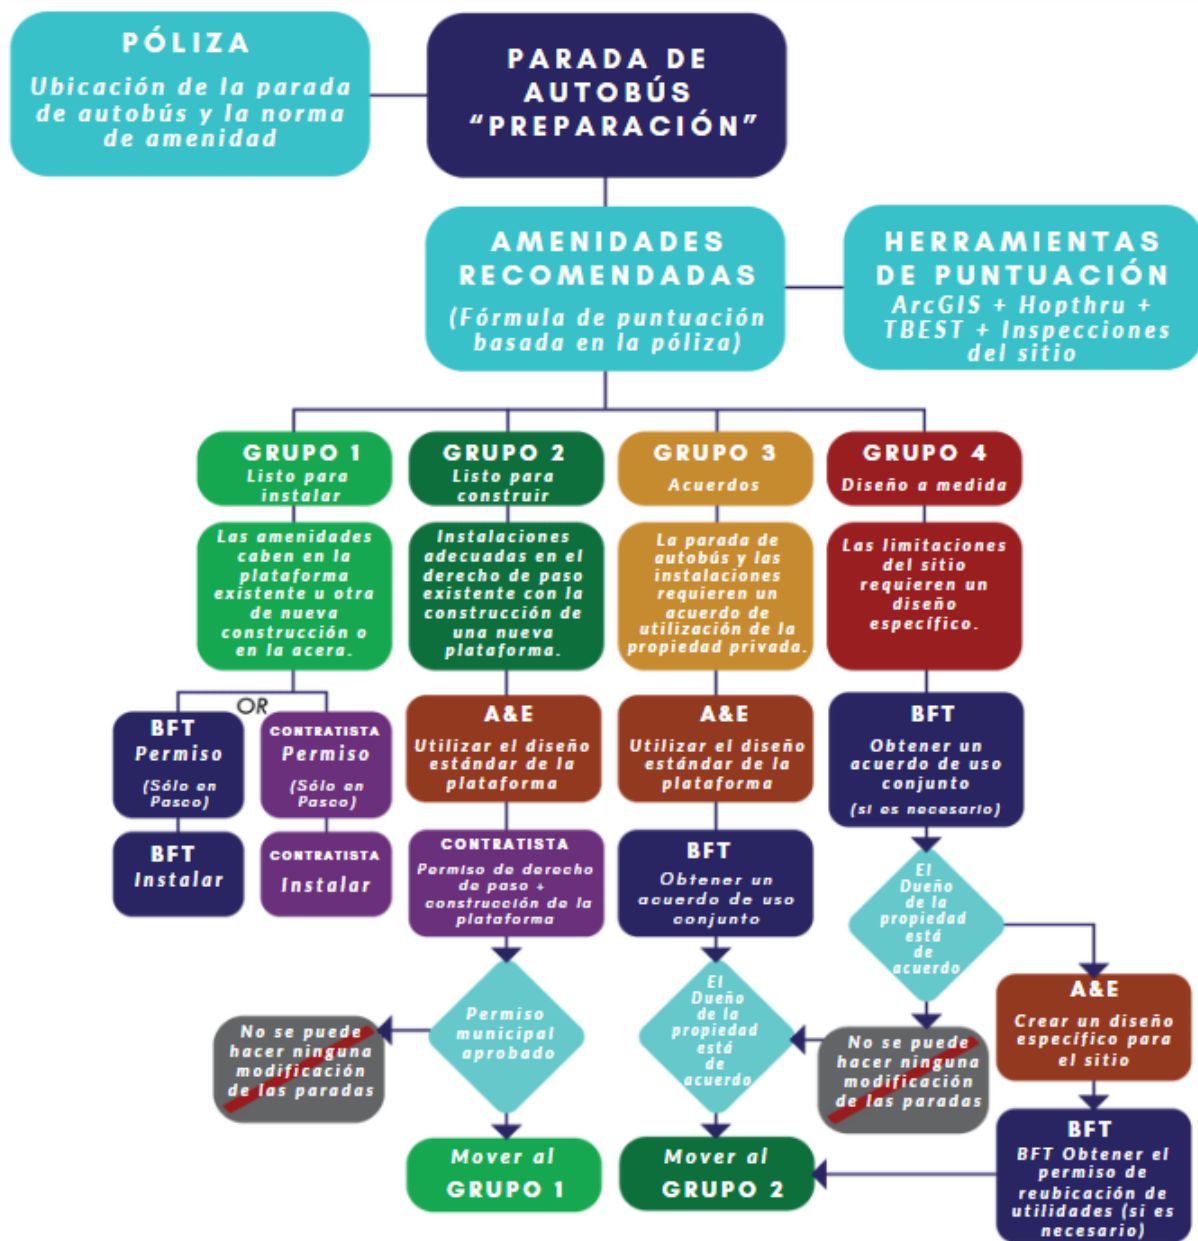 PÓLIZA
Ubicación de la parada
de autobús y la norma
de amenidad
PARADA DE
AUTOBÚS
“PREPARACIÓN”
AMENIDADES
RECOMENDADAS
(Fórmula de puntuación
basada en la póliza)
HERRAMIENTAS
DE PUNTUACIÓN
ArcGIS + Hopthru +
TBEST + Inspecciones
del sitio
GRUPO 1
Listo para
instalar
GRUPO 2
Listo para
construir
GRUPO 3
Acuerdos
GRUPO 4
Diseño a medida
Las amenidades
caben en la
plataforma
existente u otra
de nueva
construcción o
en la acera.
Instalaciones
adecuadas en el
derecho de paso
existente con la
construcción de
una nueva
plataforma.
La parada de
autobús y las
instalaciones
requieren un
acuerdo de
utilización de la
propiedad privada.
Las limitaciones
del sitio
requieren un
diseño
específico.
OR
BFT
Permiso
(Sólo en
Pasco)
CONTRATISTA
Permiso
(Sólo en
Pasco)
BFT
Instalar
CONTRATISTA
Instalar
A&E
Utilizar el diseño
estándar de la
plataforma
A&E
Utilizar el diseño
estándar de la
plataforma
BFT
Obtener un
acuerdo de uso
conjunto
(si es necesario)
CONTRATISTA
Permiso de derecho
de paso +
construcción de la
plataforma
BFT
Obtener un
acuerdo de uso
conjunto
El
Dueño
de la
propiedad
está
de
acuerdo
Permiso
municipal
aprobado
El
Dueño
de la
propiedad
está
de
acuerdo
No se puede
hacer ninguna
modificación
de las paradas
No se puede
hacer ninguna
modificación
de las paradas
A&E
Crear un diseño
específico para
el sitio
Mover al
GRUPO 1
Mover al
GRUPO 2
BFT
BFT Obtener el
permiso de
reubicación de
utilidades (si es
necesario)